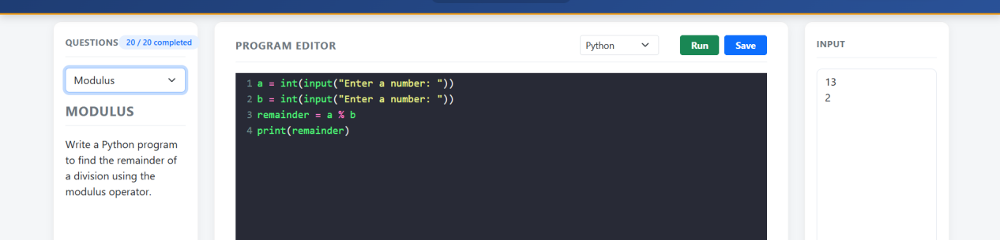 QUESTIONS 20 / 20 completed
Modulus
MODULUS
Write a Python program
to find the remainder of
a division using the
modulus operator.
PROGRAM EDITOR Python Run Save
1 a = int(input("Enter a number: "))
2 b = int(input("Enter a number: "))
3 remainder = a % b
4 print(remainder)
INPUT
13
2